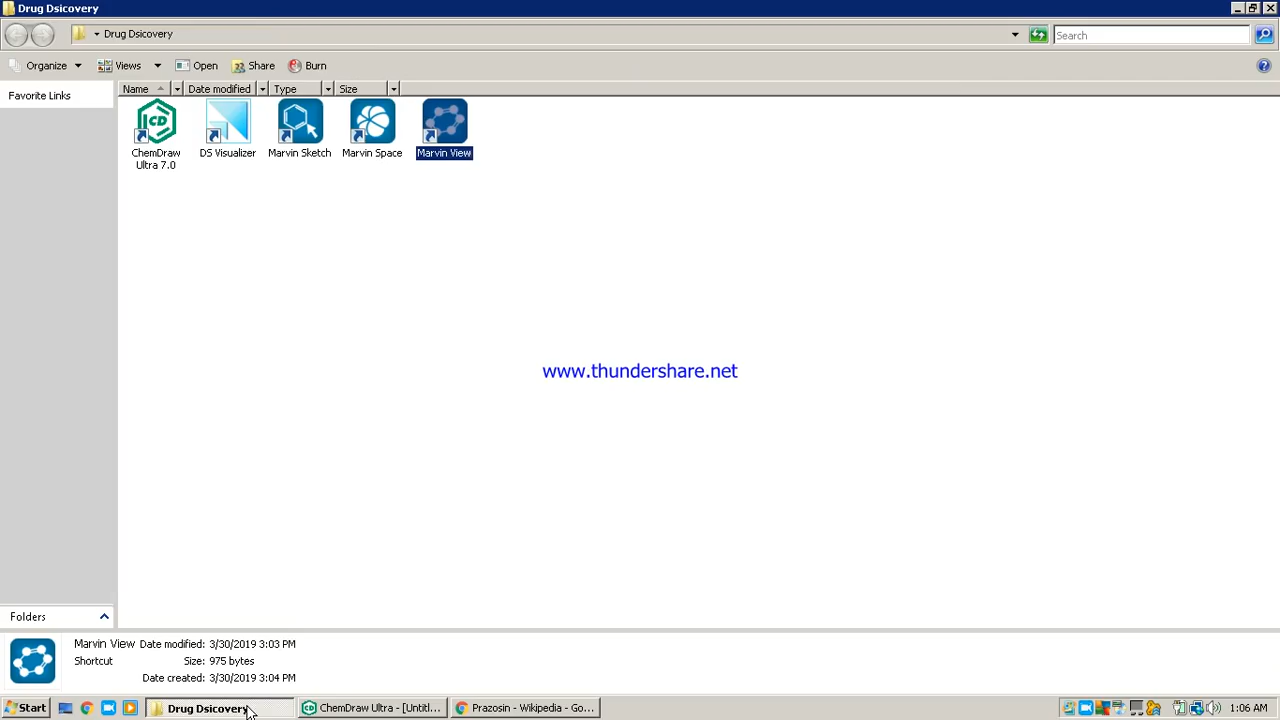 Drug Dsicovery
Drug Dsicovery
Search
Organize Views Open Share Burn
Favorite Links
Name Date modified Type Size
CD
ChemDraw Ultra 7.0
DS Visualizer
Marvin Sketch
Marvin Space
Marvin View
www.thundershare.net
Folders
Marvin View Date modified: 3/30/2019 3:03 PM
Shortcut Size: 975 bytes
Date created: 3/30/2019 3:04 PM
Start Drug Dsicovery ChemDraw Ultra - [Untitl... Prazosin - Wikipedia - Go... 1:06 AM